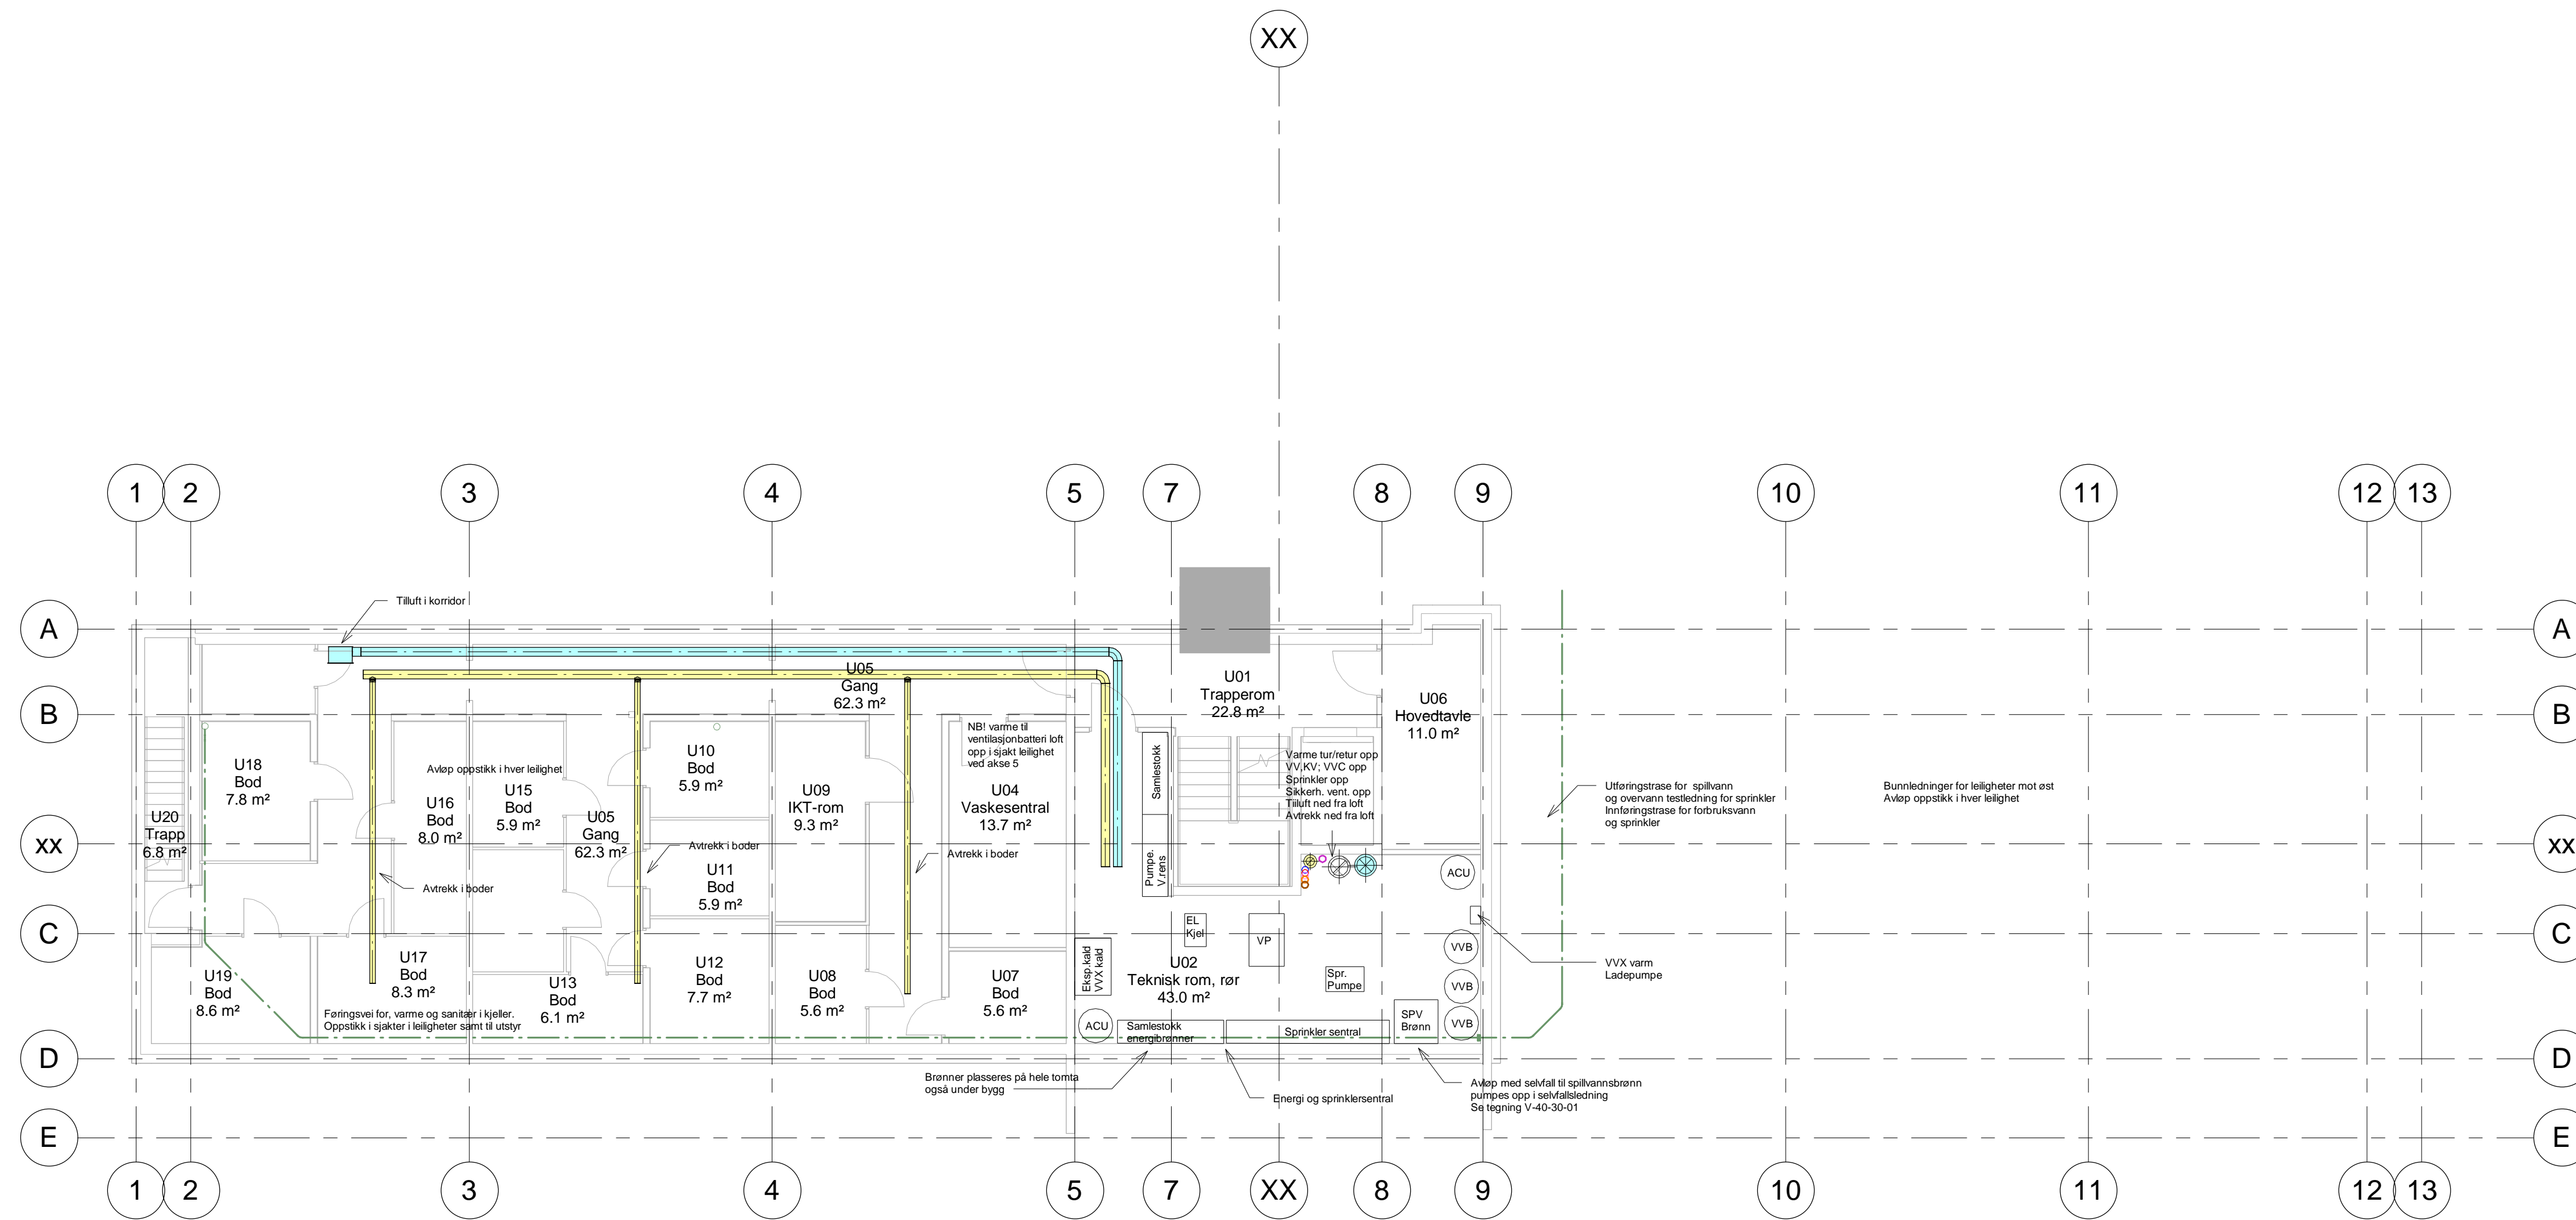 XX
1
2
3
4
5
7
8
9
10
11
12
13
A
A
Tilluft i korridor
U05
Gang
62.3 m²
U01
Trapperom
22.8 m²
U06
Hovedtavle
11.0 m²
B
B
NB! varme til
ventilasjonbatteri loft
opp i sjakt leilighet
ved akse 5
U18
Bod
7.8 m²
Avløp oppstikk i hver leilighet
U16
Bod
8.0 m²
U15
Bod
5.9 m²
U05
Gang
62.3 m²
U10
Bod
5.9 m²
U09
IKT-rom
9.3 m²
U04
Vaskesentral
13.7 m²
Samlestokk
Varme tur/retur opp
VV,KV; VVC opp
Sprinkler opp
Sikkerh. vent. opp
Tilluft ned fra loft
Avtrekk ned fra loft
Utføringstrase for spillvann
og overvann testledning for sprinkler
Innføringstrase for forbruksvann
og sprinkler
Bunnledninger for leiligheter mot øst
Avløp oppstikk i hver leilighet
U20
Trapp
6.8 m²
xx
xx
Avtrekk i boder
Avtrekk i boder
Avtrekk i boder
U11
Bod
5.9 m²
Pumpe.
V.rens
ACU
C
C
EL
Kjel
VP
VVB
U19
Bod
8.6 m²
U17
Bod
8.3 m²
U13
Bod
6.1 m²
U12
Bod
7.7 m²
U08
Bod
5.6 m²
U07
Bod
5.6 m²
Eksp.kald
VVX kald
U02
Teknisk rom, rør
43.0 m²
Spr.
Pumpe
VVB
VVX varm
Ladepumpe
Føringsvei for, varme og sanitær i kjeller.
Oppstikk i sjakter i leiligheter samt til utstyr
ACU
Samlestokk
energibrønner
Sprinkler sentral
SPV
Brønn
VVB
D
D
Brønner plasseres på hele tomta
også under bygg
Energi og sprinklersentral
Avløp med selvfall til spillvannsbrønn
pumpes opp i selvfallsledning
Se tegning V-40-30-01
E
E
1
2
3
4
5
7
XX
8
9
10
11
12
13